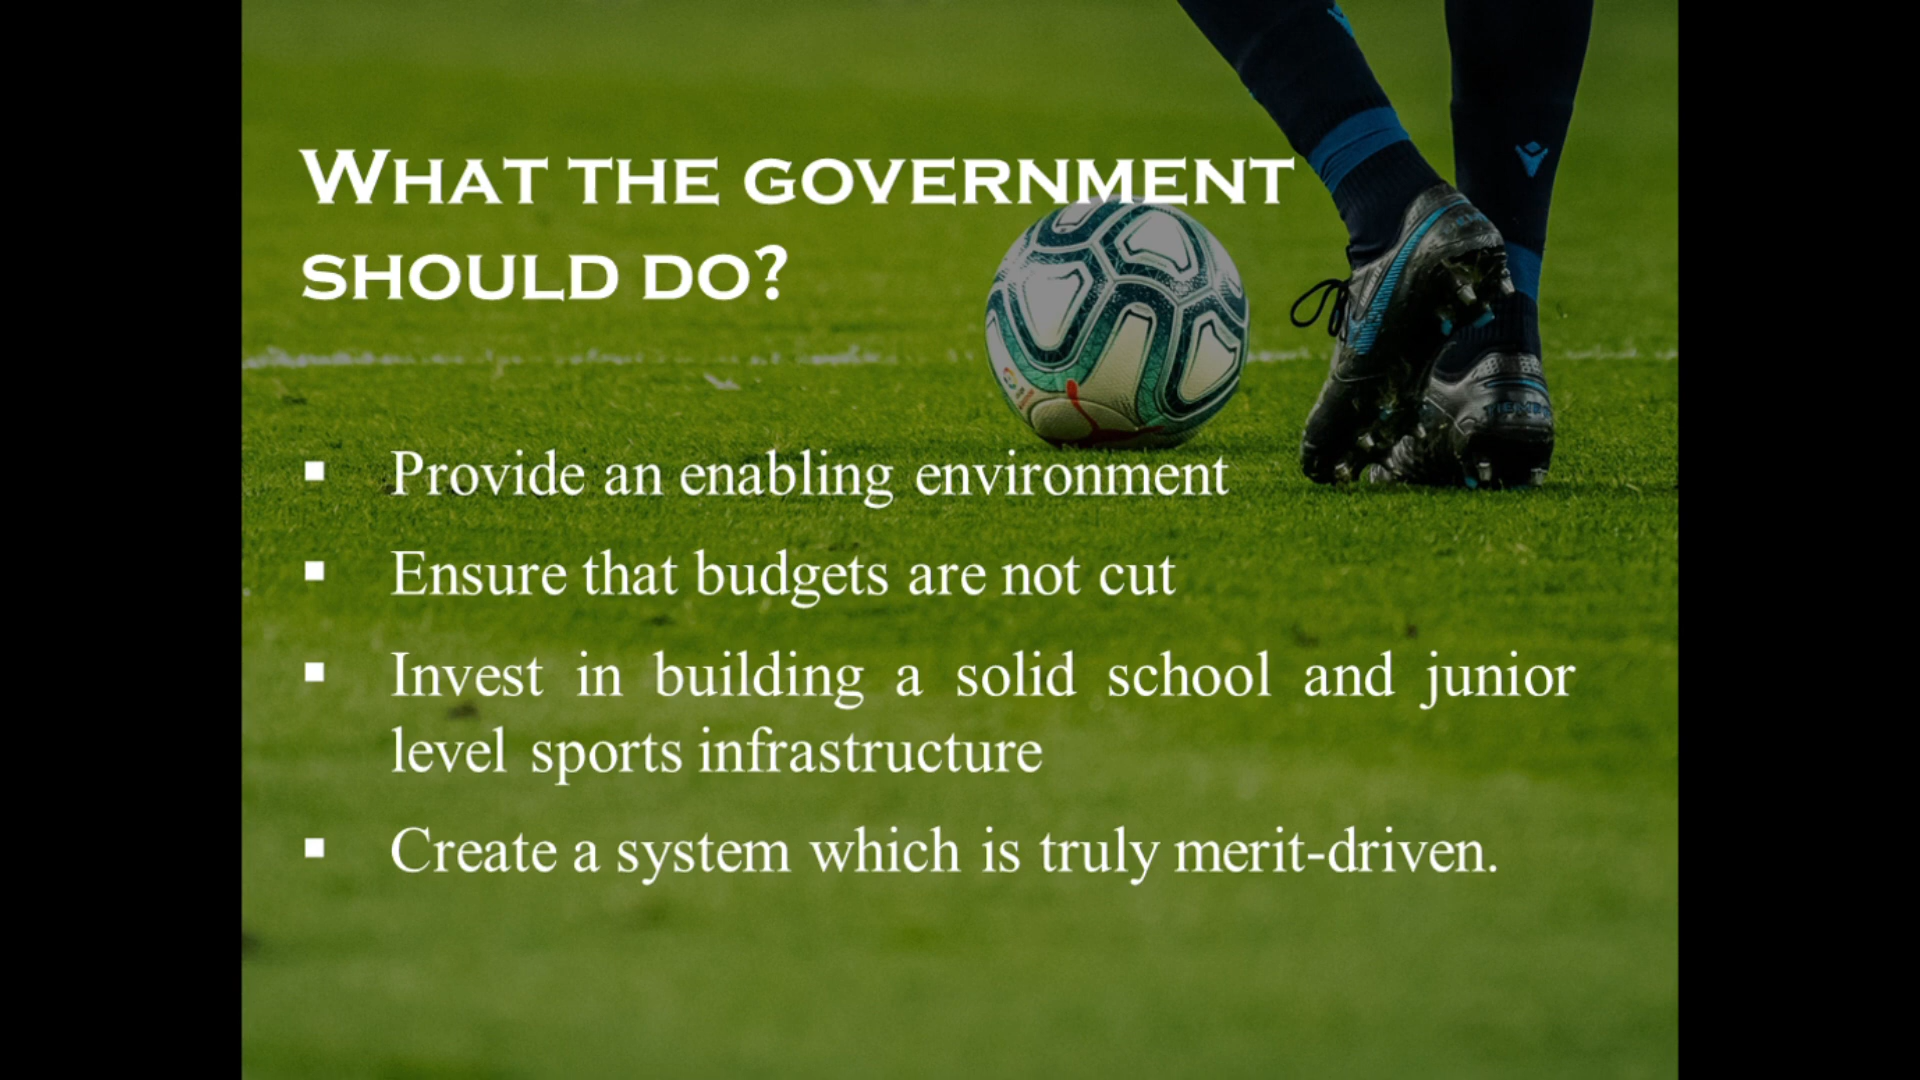 WHAT THE GOVERNMENT
SHOULD DO?
▪ Provide an enabling environment
▪ Ensure that budgets are not cut
▪ Invest in building a solid school and junior
level sports infrastructure
▪ Create a system which is truly merit-driven.